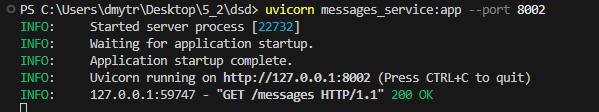 PS C:\Users\dmytr\Desktop\5_2\dsd> uvicorn messages_service:app --port 8002
INFO:     Started server process [22732]
INFO:     Waiting for application startup.
INFO:     Application startup complete.
INFO:     Uvicorn running on http://127.0.0.1:8002 (Press CTRL+C to quit)
INFO:     127.0.0.1:59747 - "GET /messages HTTP/1.1" 200 OK